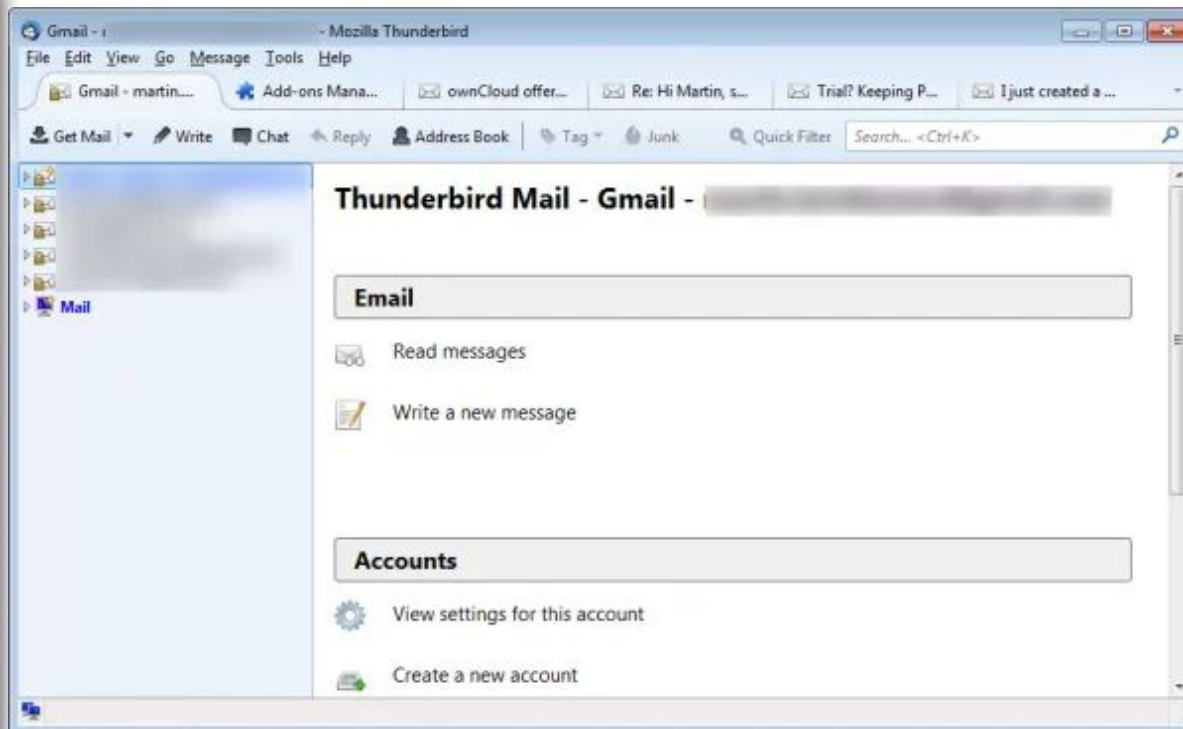 Gmail - - Mozilla Thunderbird
File Edit View Go Message Tools Help
Gmail - martin.... Add-ons Mana... ownCloud offer... Re: Hi Martin, s... Trial? Keeping P... I just created a ...
Get Mail Write Chat Reply Address Book Tag Junk Quick Filter Search... <Ctrl+K>
Thunderbird Mail - Gmail -
Mail
Email
Read messages
Write a new message
Accounts
View settings for this account
Create a new account